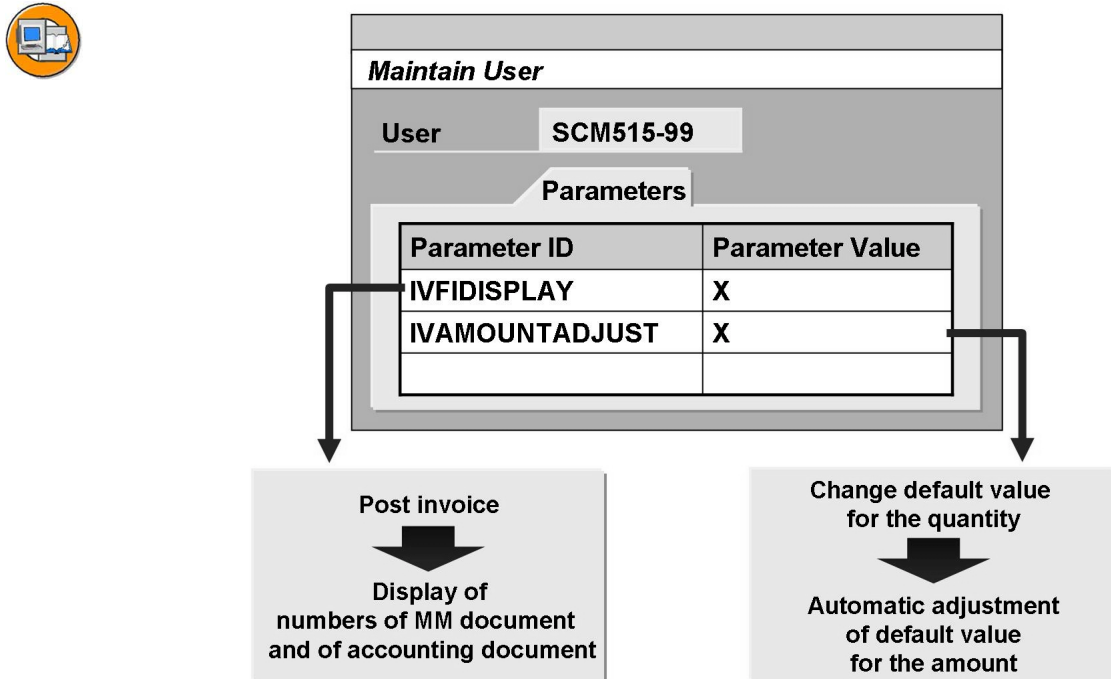 Maintain User
User SCM515-99
Parameters
Parameter ID Parameter Value
IVFIDISPLAY X
IVAMOUNTADJUST X
Post invoice
Display of
numbers of MM document
and of accounting document
Change default value
for the quantity
Automatic adjustment
of default value
for the amount